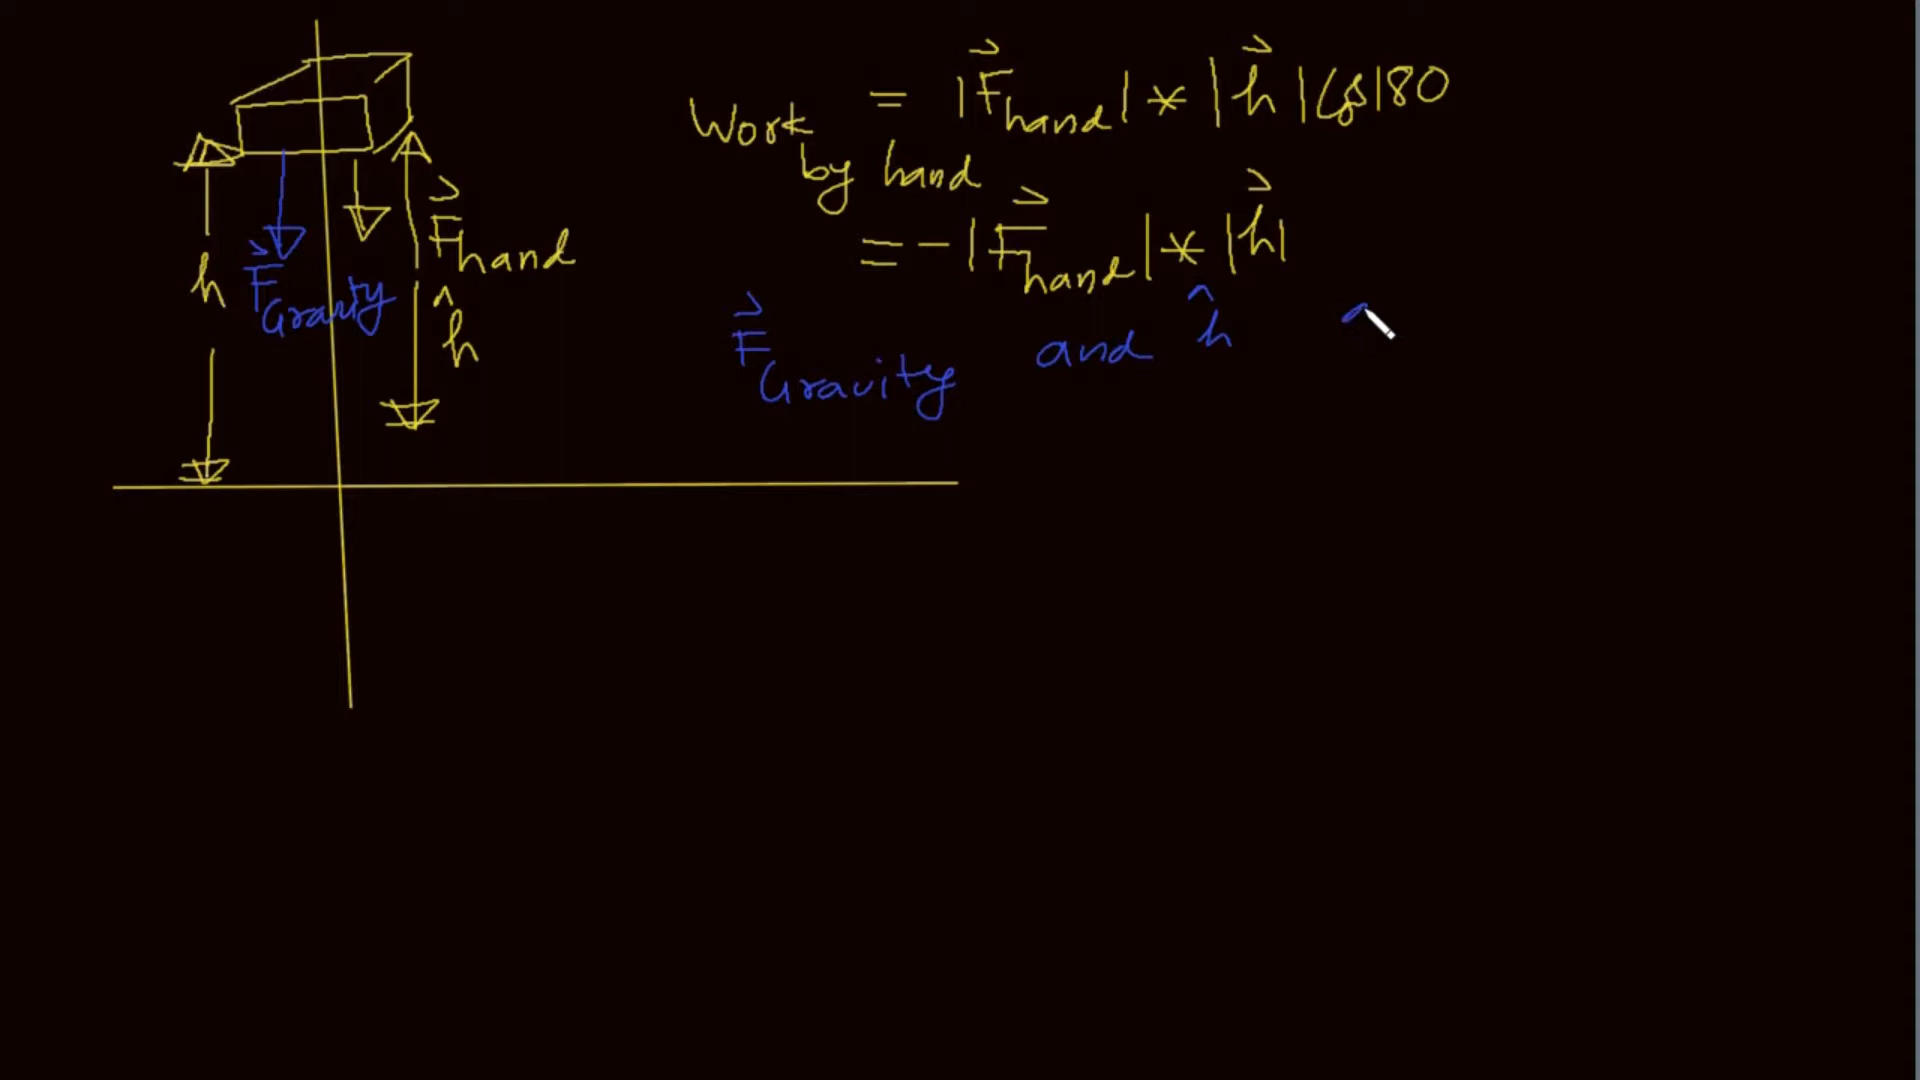 Work by hand = |F⃗hand| * |h⃗| Cos 180
= - |F⃗hand| * |h⃗|
F⃗Gravity and ĥ
h
F⃗Gravity
F⃗hand
ĥ